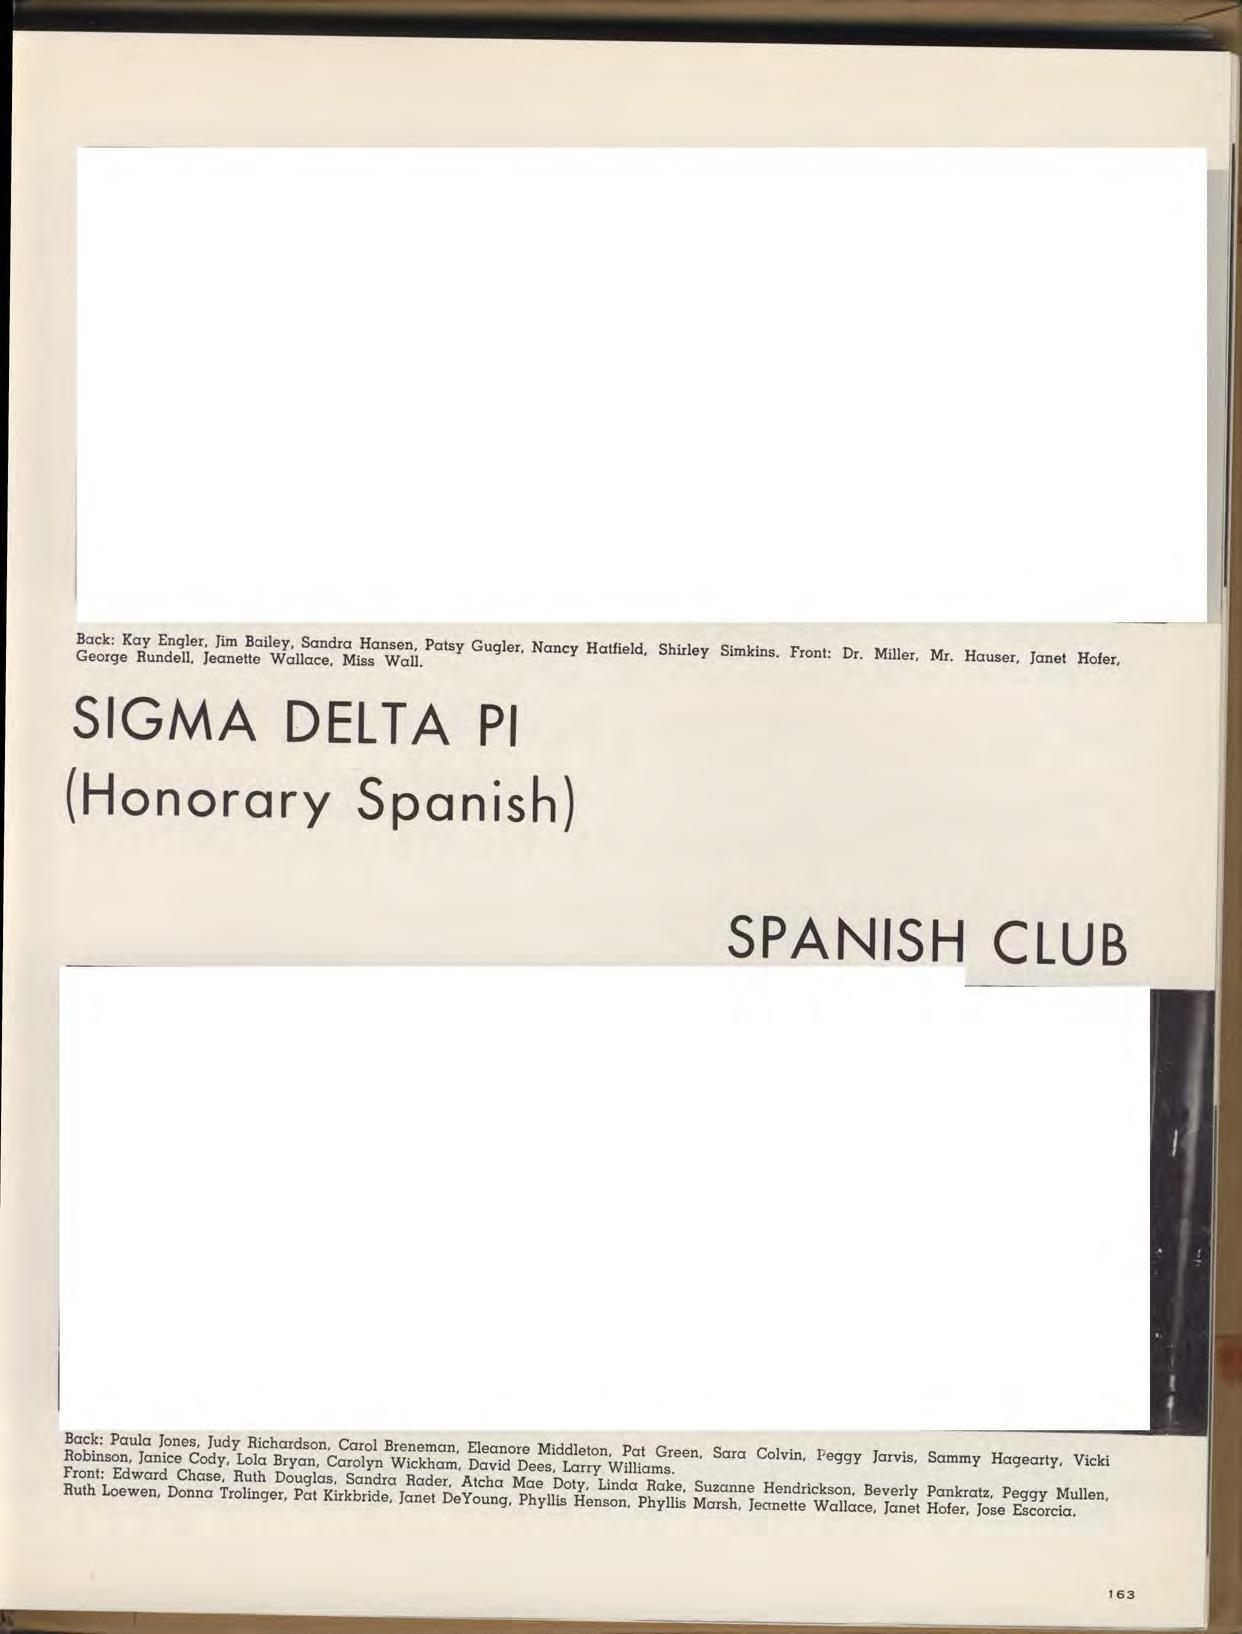 Back: Kay Engler, Jim Bailey, Sandra Hansen, Patsy Gugler, Nancy Hatfield, Shirley Simkins. Front: Dr. Miller, Mr. Hauser, Janet Hofer,
George Rundell, Jeanette Wallace, Miss Wall.
SIGMA DELTA PI
(Honorary Spanish)
SPANISH CLUB
Back: Paula Jones, Judy Richardson, Carol Breneman, Eleanore Middleton, Pat Green, Sara Colvin, Peggy Jarvis, Sammy Hagearty, Vicki
Robinson, Janice Cody, Lola Bryan, Carolyn Wickham, David Dees, Larry Williams.
Front: Edward Chase, Ruth Douglas, Sandra Rader, Atcha Mae Doty, Linda Rake, Suzanne Hendrickson, Beverly Pankratz, Peggy Mullen,
Ruth Loewen, Donna Trolinger, Pat Kirkbride, Janet DeYoung, Phyllis Henson, Phyllis Marsh, Jeanette Wallace, Janet Hofer, Jose Escorcia.
163